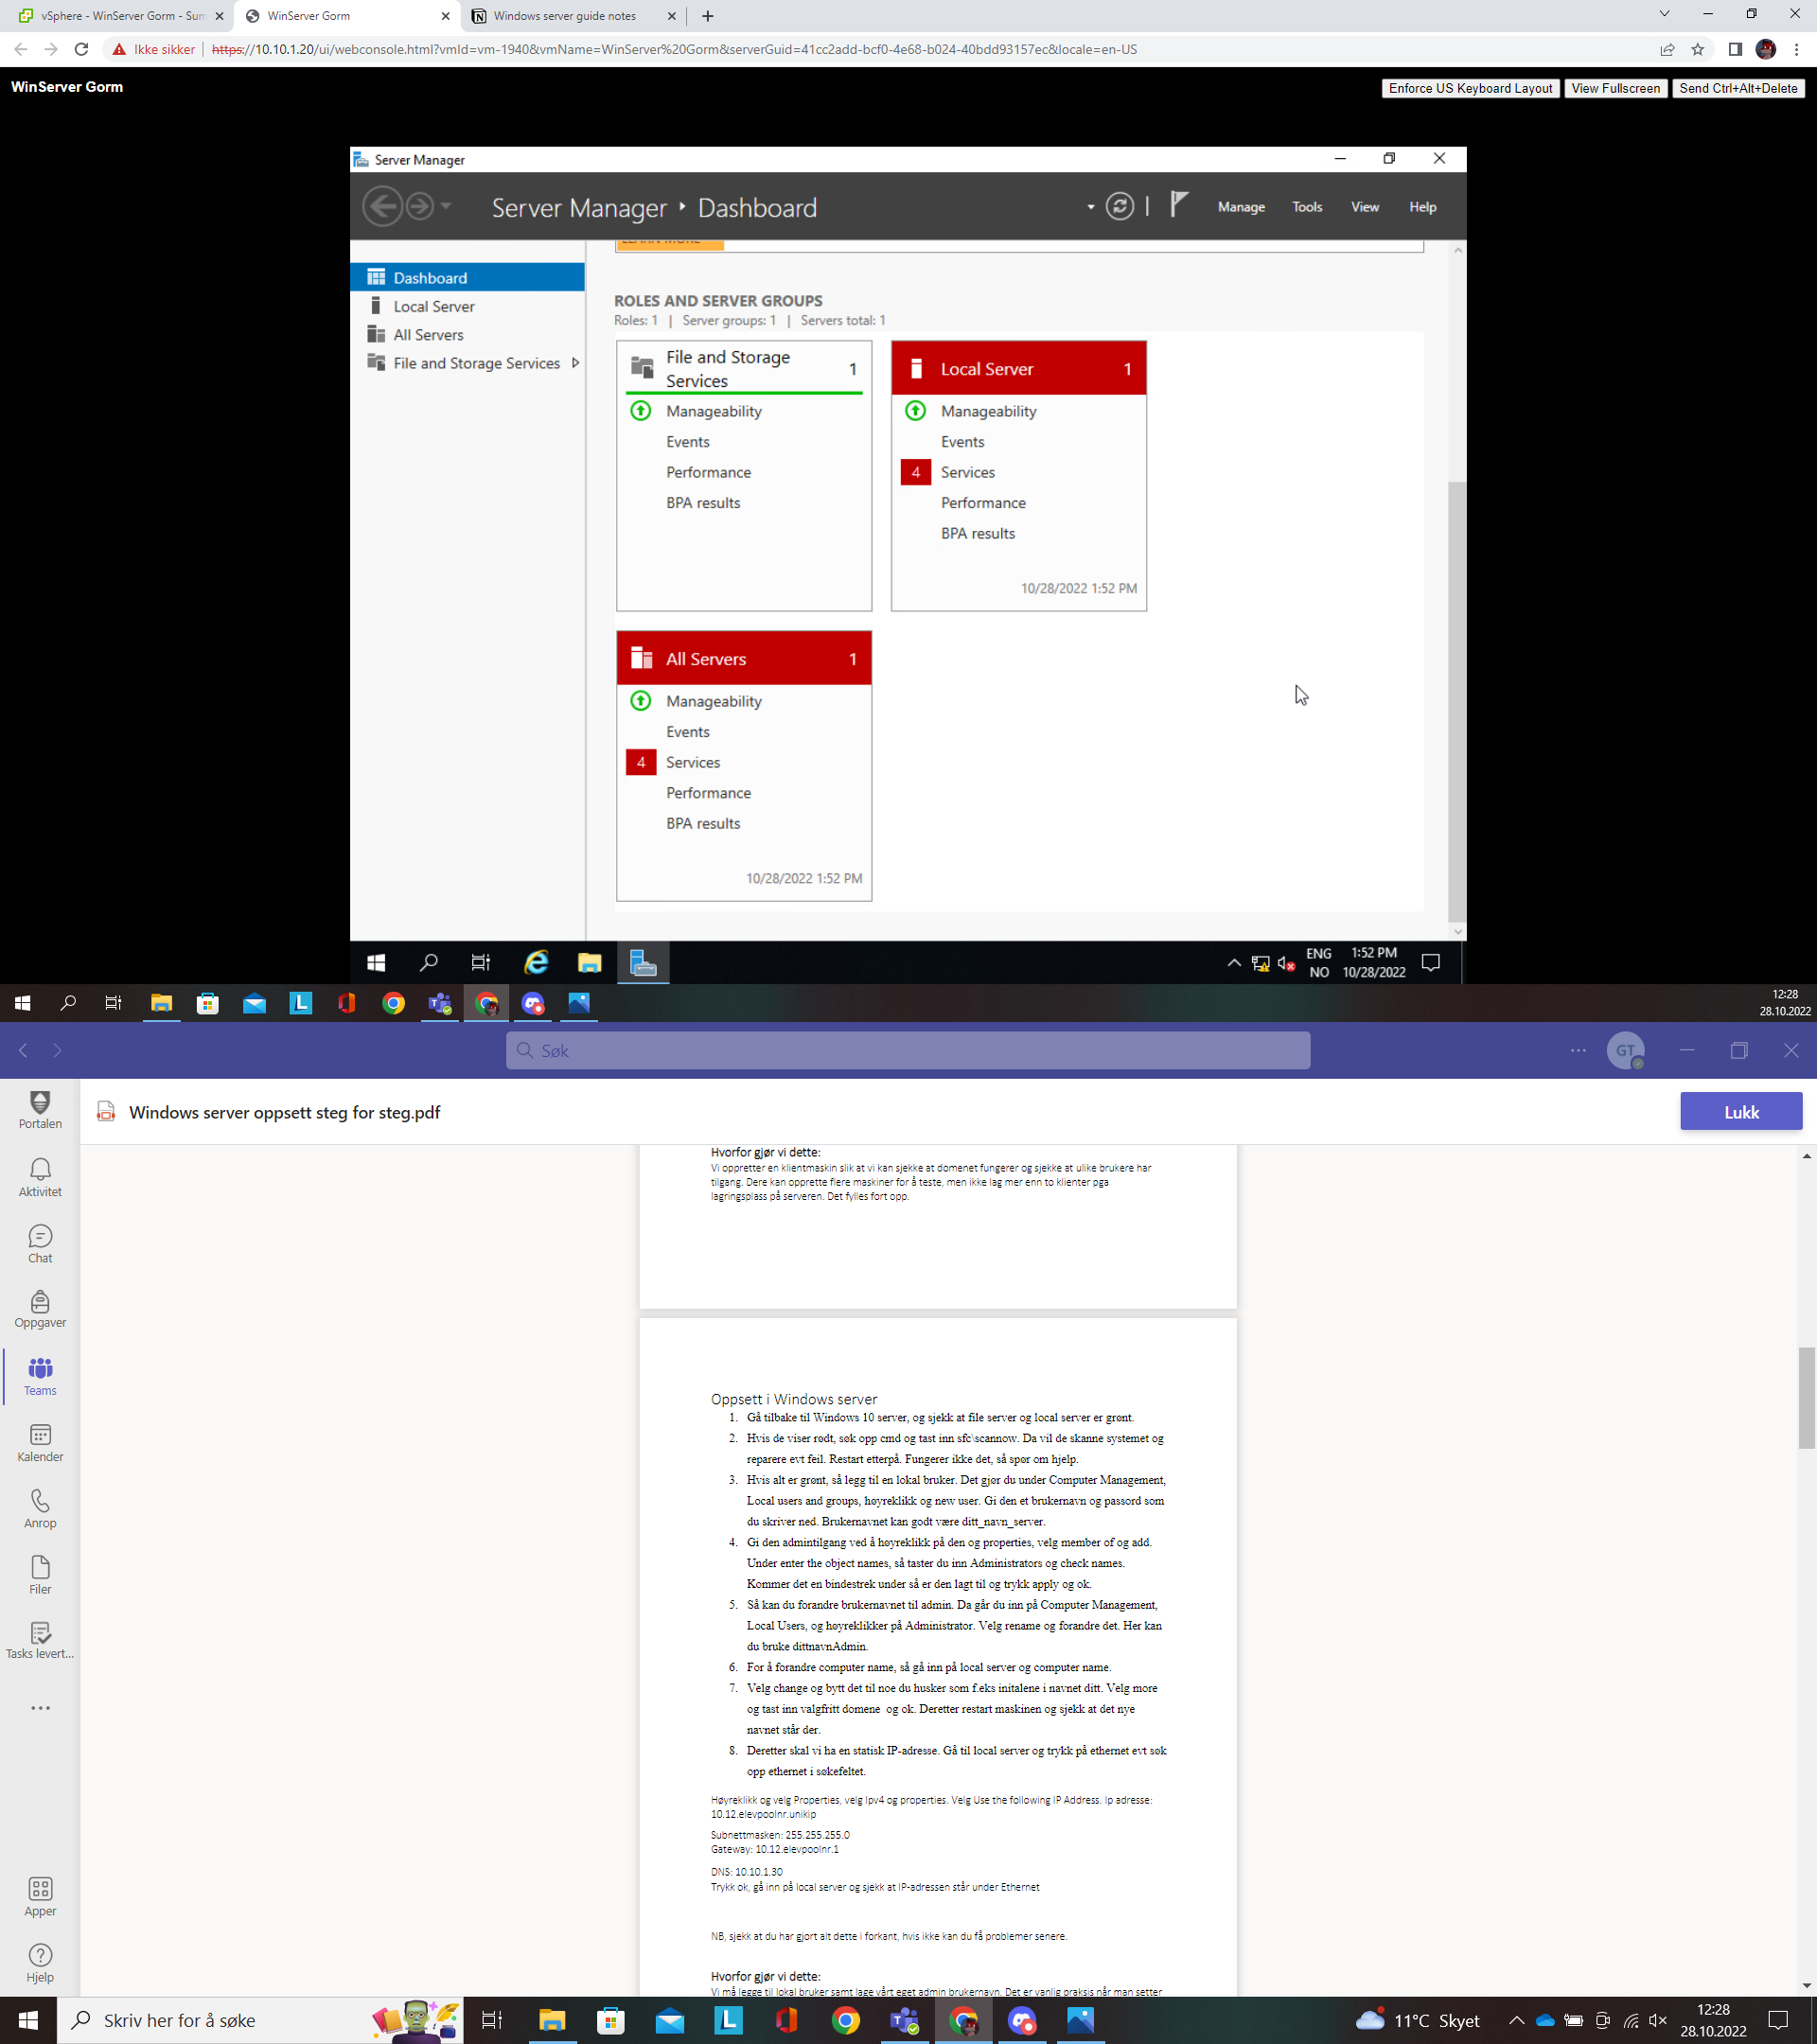 vSphere - WinServer Gorm - Sum
WinServer Gorm
Windows server guide notes
Ikke sikker
https://10.10.1.20/ui/webconsole.html?vmId=vm-1940&vmName=WinServer%20Gorm&serverGuid=41cc2add-bcf0-4e68-b024-40bdd93157ec&locale=en-US
WinServer Gorm
Enforce US Keyboard Layout
View Fullscreen
Send Ctrl+Alt+Delete
Server Manager
Server Manager
Dashboard
Manage
Tools
View
Help
LEARN MORE
Dashboard
Local Server
All Servers
File and Storage Services
ROLES AND SERVER GROUPS
Roles: 1 | Server groups: 1 | Servers total: 1
File and Storage
Services
1
Manageability
Events
Performance
BPA results
Local Server 1
Manageability
Events
4 Services
Performance
BPA results
10/28/2022 1:52 PM
All Servers 1
Manageability
Events
4 Services
Performance
BPA results
10/28/2022 1:52 PM
ENG
NO
1:52 PM
10/28/2022
12:28
28.10.2022
Søk
GT
Windows server oppsett steg for steg.pdf
Lukk
Portalen
Aktivitet
Chat
Oppgaver
Teams
Kalender
Anrop
Filer
Tasks levert...
Apper
Hjelp
Hvorfor gjør vi dette:
Vi oppretter en klientmaskin slik at vi kan sjekke at domenet fungerer og sjekke at ulike brukere har
tilgang. Dere kan opprette flere maskiner for å teste, men ikke lag mer enn to klienter pga
lagringsplass på serveren. Det fylles fort opp.
Oppsett i Windows server
1. Gå tilbake til Windows 10 server, og sjekk at file server og local server er grønt.
2. Hvis de viser rødt, søk opp cmd og tast inn sfc\scannow. Da vil de skanne systemet og
reparere evt feil. Restart etterpå. Fungerer ikke det, så spør om hjelp.
3. Hvis alt er grønt, så legg til en lokal bruker. Det gjør du under Computer Management,
Local users and groups, høyreklikk og new user. Gi den et brukernavn og passord som
du skriver ned. Brukernavnet kan godt være ditt_navn_server.
4. Gi den admintilgang ved å høyreklikk på den og properties, velg member of og add.
Under enter the object names, så taster du inn Administrators og check names.
Kommer det en bindestrek under så er den lagt til og trykk apply og ok.
5. Så kan du forandre brukernavnet til admin. Da går du inn på Computer Management,
Local Users, og høyreklikker på Administrator. Velg rename og forandre det. Her kan
du bruke dittnavnAdmin.
6. For å forandre computer name, så gå inn på local server og computer name.
7. Velg change og bytt det til noe du husker som f.eks initalene i navnet ditt. Velg more
og tast inn valgfritt domene og ok. Deretter restart maskinen og sjekk at det nye
navnet står der.
8. Deretter skal vi ha en statisk IP-adresse. Gå til local server og trykk på ethernet evt søk
opp ethernet i søkefeltet.
Høyreklikk og velg Properties, velg Ipv4 og properties. Velg Use the following IP Address. Ip adresse:
10.12.elevpoolnr.unikip
Subnettmasken: 255.255.255.0
Gateway: 10.12.elevpoolnr.1
DNS: 10.10.1.30
Trykk ok, gå inn på local server og sjekk at IP-adressen står under Ethernet
NB, sjekk at du har gjort alt dette i forkant, hvis ikke kan du få problemer senere.
Hvorfor gjør vi dette:
Vi må legge til lokal bruker samt lage vårt eget admin brukernavn. Det er vanlig praksis når man setter
Skriv her for å søke
11°C Skyet
12:28
28.10.2022